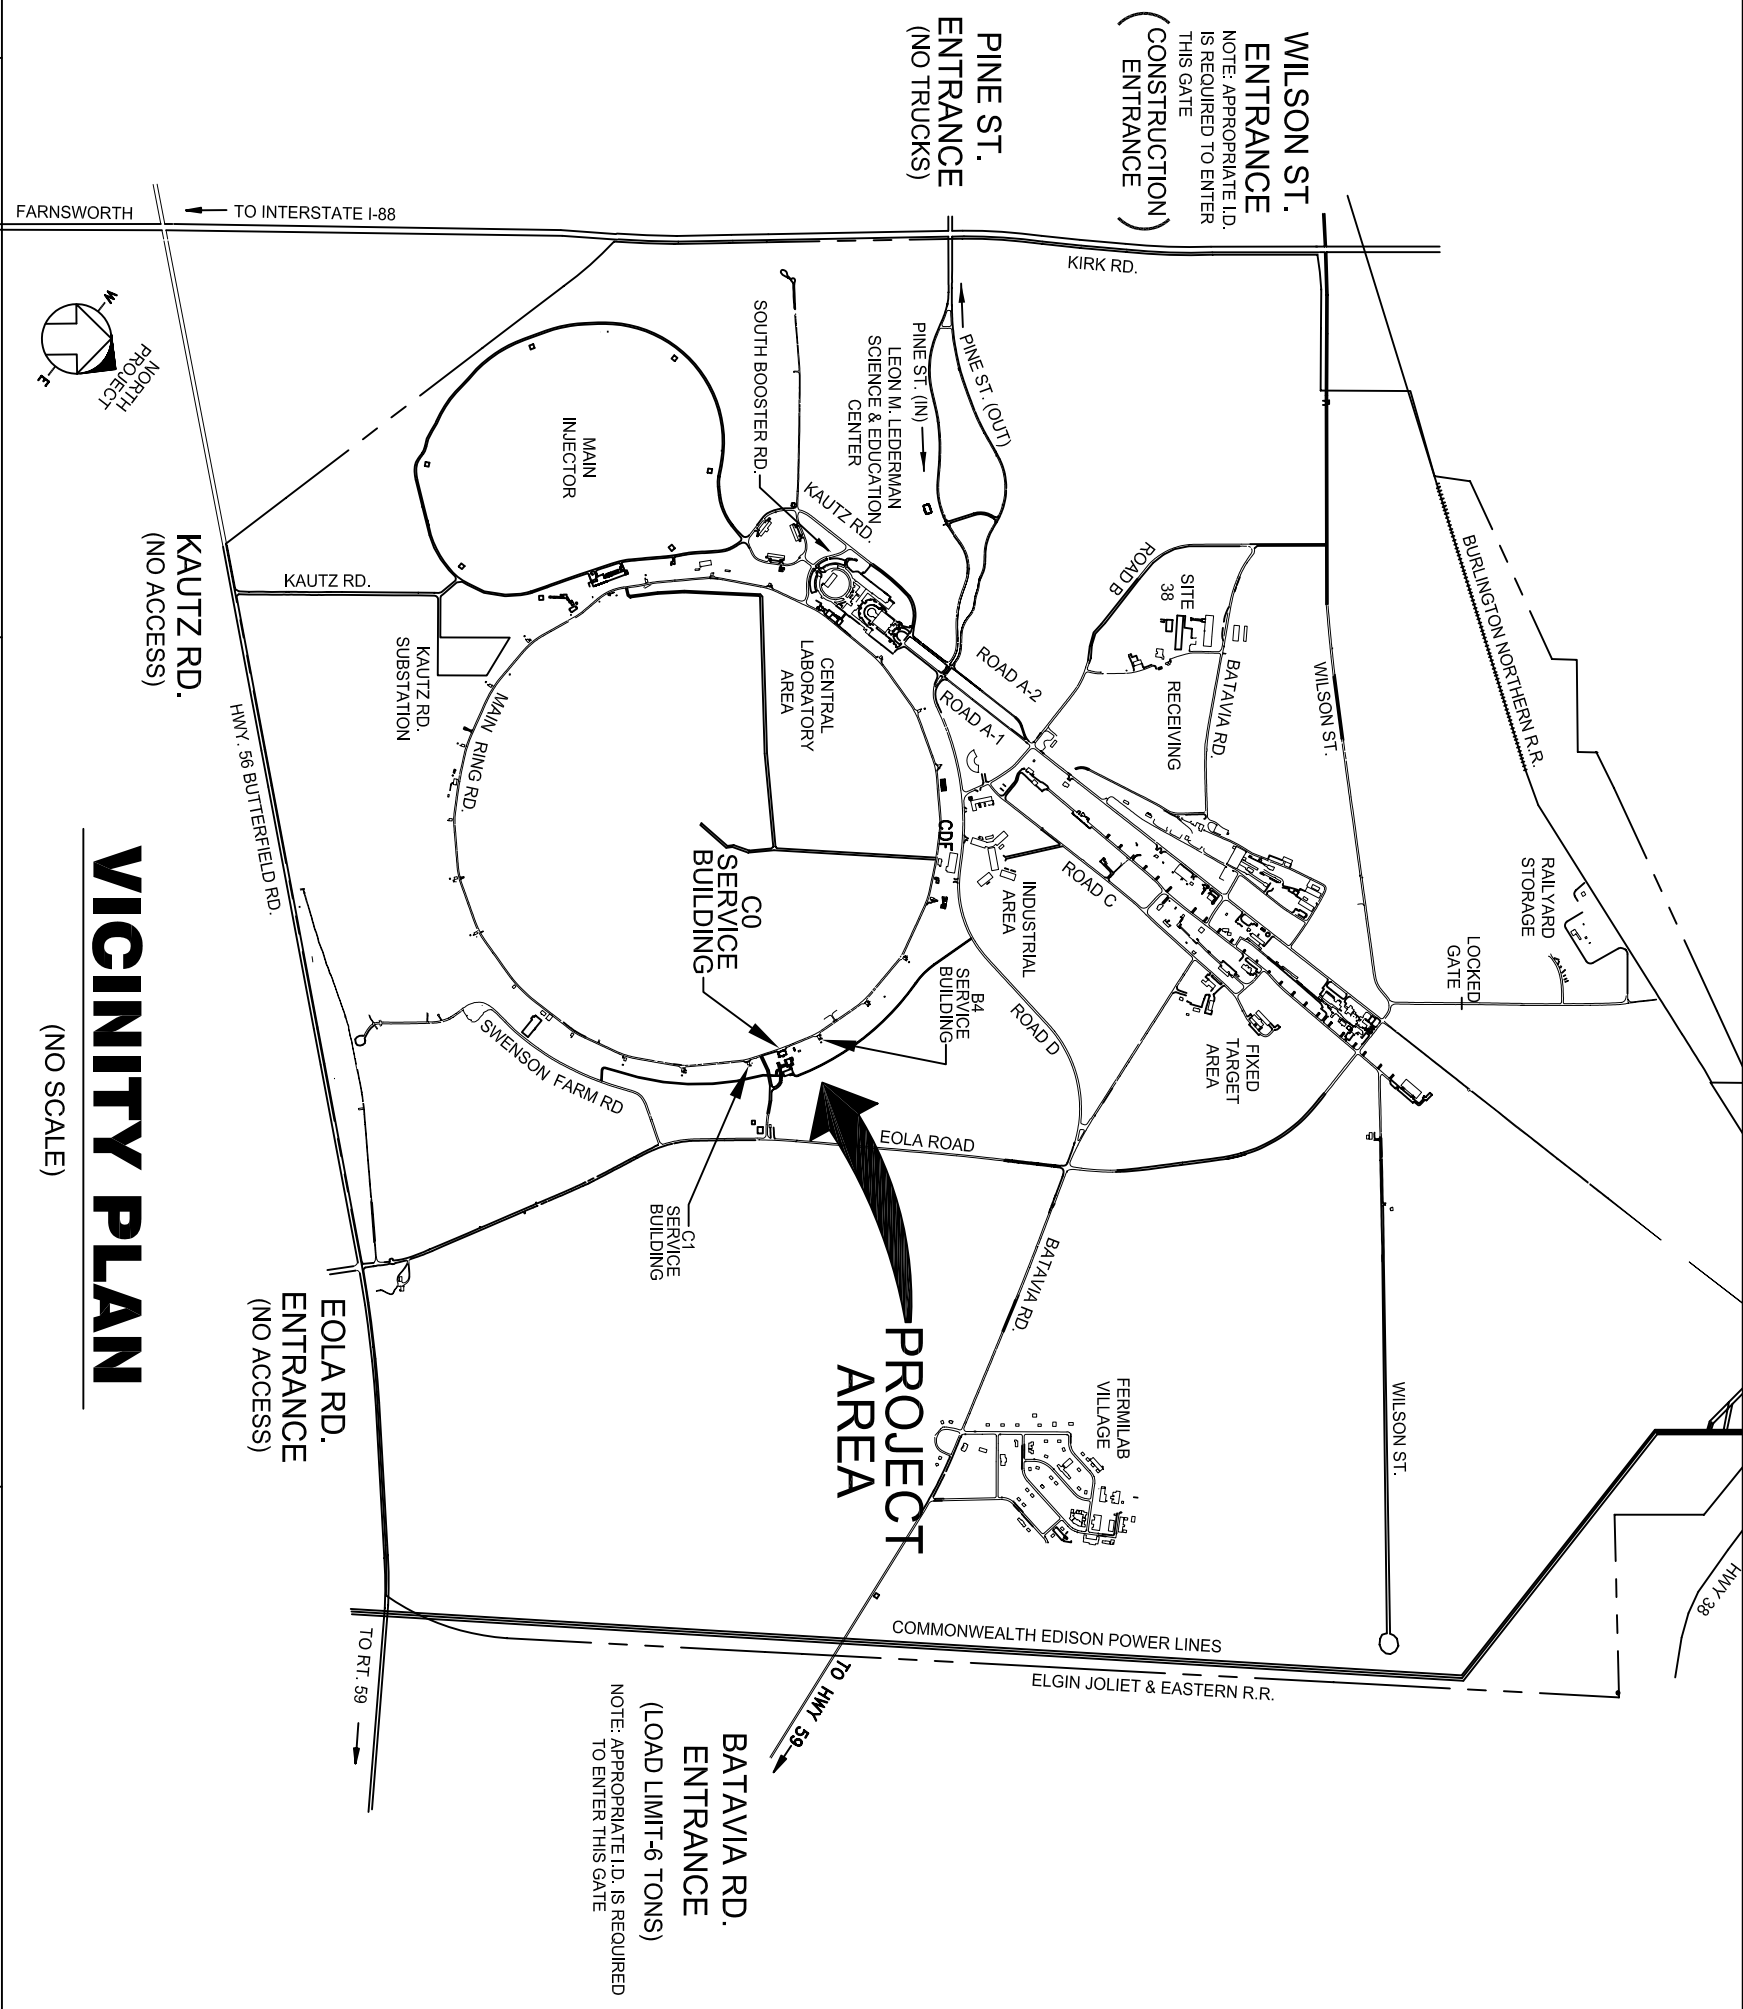 WILSON ST.
ENTRANCE
NOTE: APPROPRIATE I.D.
IS REQUIRED TO ENTER
THIS GATE
(CONSTRUCTION
ENTRANCE)
PINE ST.
ENTRANCE
(NO TRUCKS)
FARNSWORTH
TO INTERSTATE I-88
KIRK RD.
W
E
NORTH
PROJECT
PINE ST. (OUT)
PINE ST. (IN)
LEON M. LEDERMAN
SCIENCE & EDUCATION
CENTER
SOUTH BOOSTER RD.
MAIN
INJECTOR
KAUTZ RD.
KAUTZ RD.
KAUTZ RD.
SUBSTATION
KAUTZ RD.
(NO ACCESS)
HWY. 56 BUTTERFIELD RD.
MAIN RING RD.
CENTRAL
LABORATORY
AREA
ROAD A-2
ROAD A-1
ROAD B
SITE
38
RECEIVING
BATAVIA RD.
WILSON ST.
BURLINGTON NORTHERN R.R.
RAILYARD
STORAGE
LOCKED
GATE
CDF
INDUSTRIAL
AREA
ROAD C
C0
SERVICE
BUILDING
B4
SERVICE
BUILDING
ROAD D
FIXED
TARGET
AREA
SWENSON FARM RD
EOLA ROAD
C1
SERVICE
BUILDING
PROJECT
AREA
BATAVIA RD.
FERMILAB
VILLAGE
WILSON ST.
HWY 38
EOLA RD.
ENTRANCE
(NO ACCESS)
COMMONWEALTH EDISON POWER LINES
ELGIN JOLIET & EASTERN R.R.
TO RT. 59
TO HWY 59
BATAVIA RD.
ENTRANCE
(LOAD LIMIT-6 TONS)
NOTE: APPROPRIATE I.D. IS REQUIRED
TO ENTER THIS GATE
VICINITY PLAN
(NO SCALE)